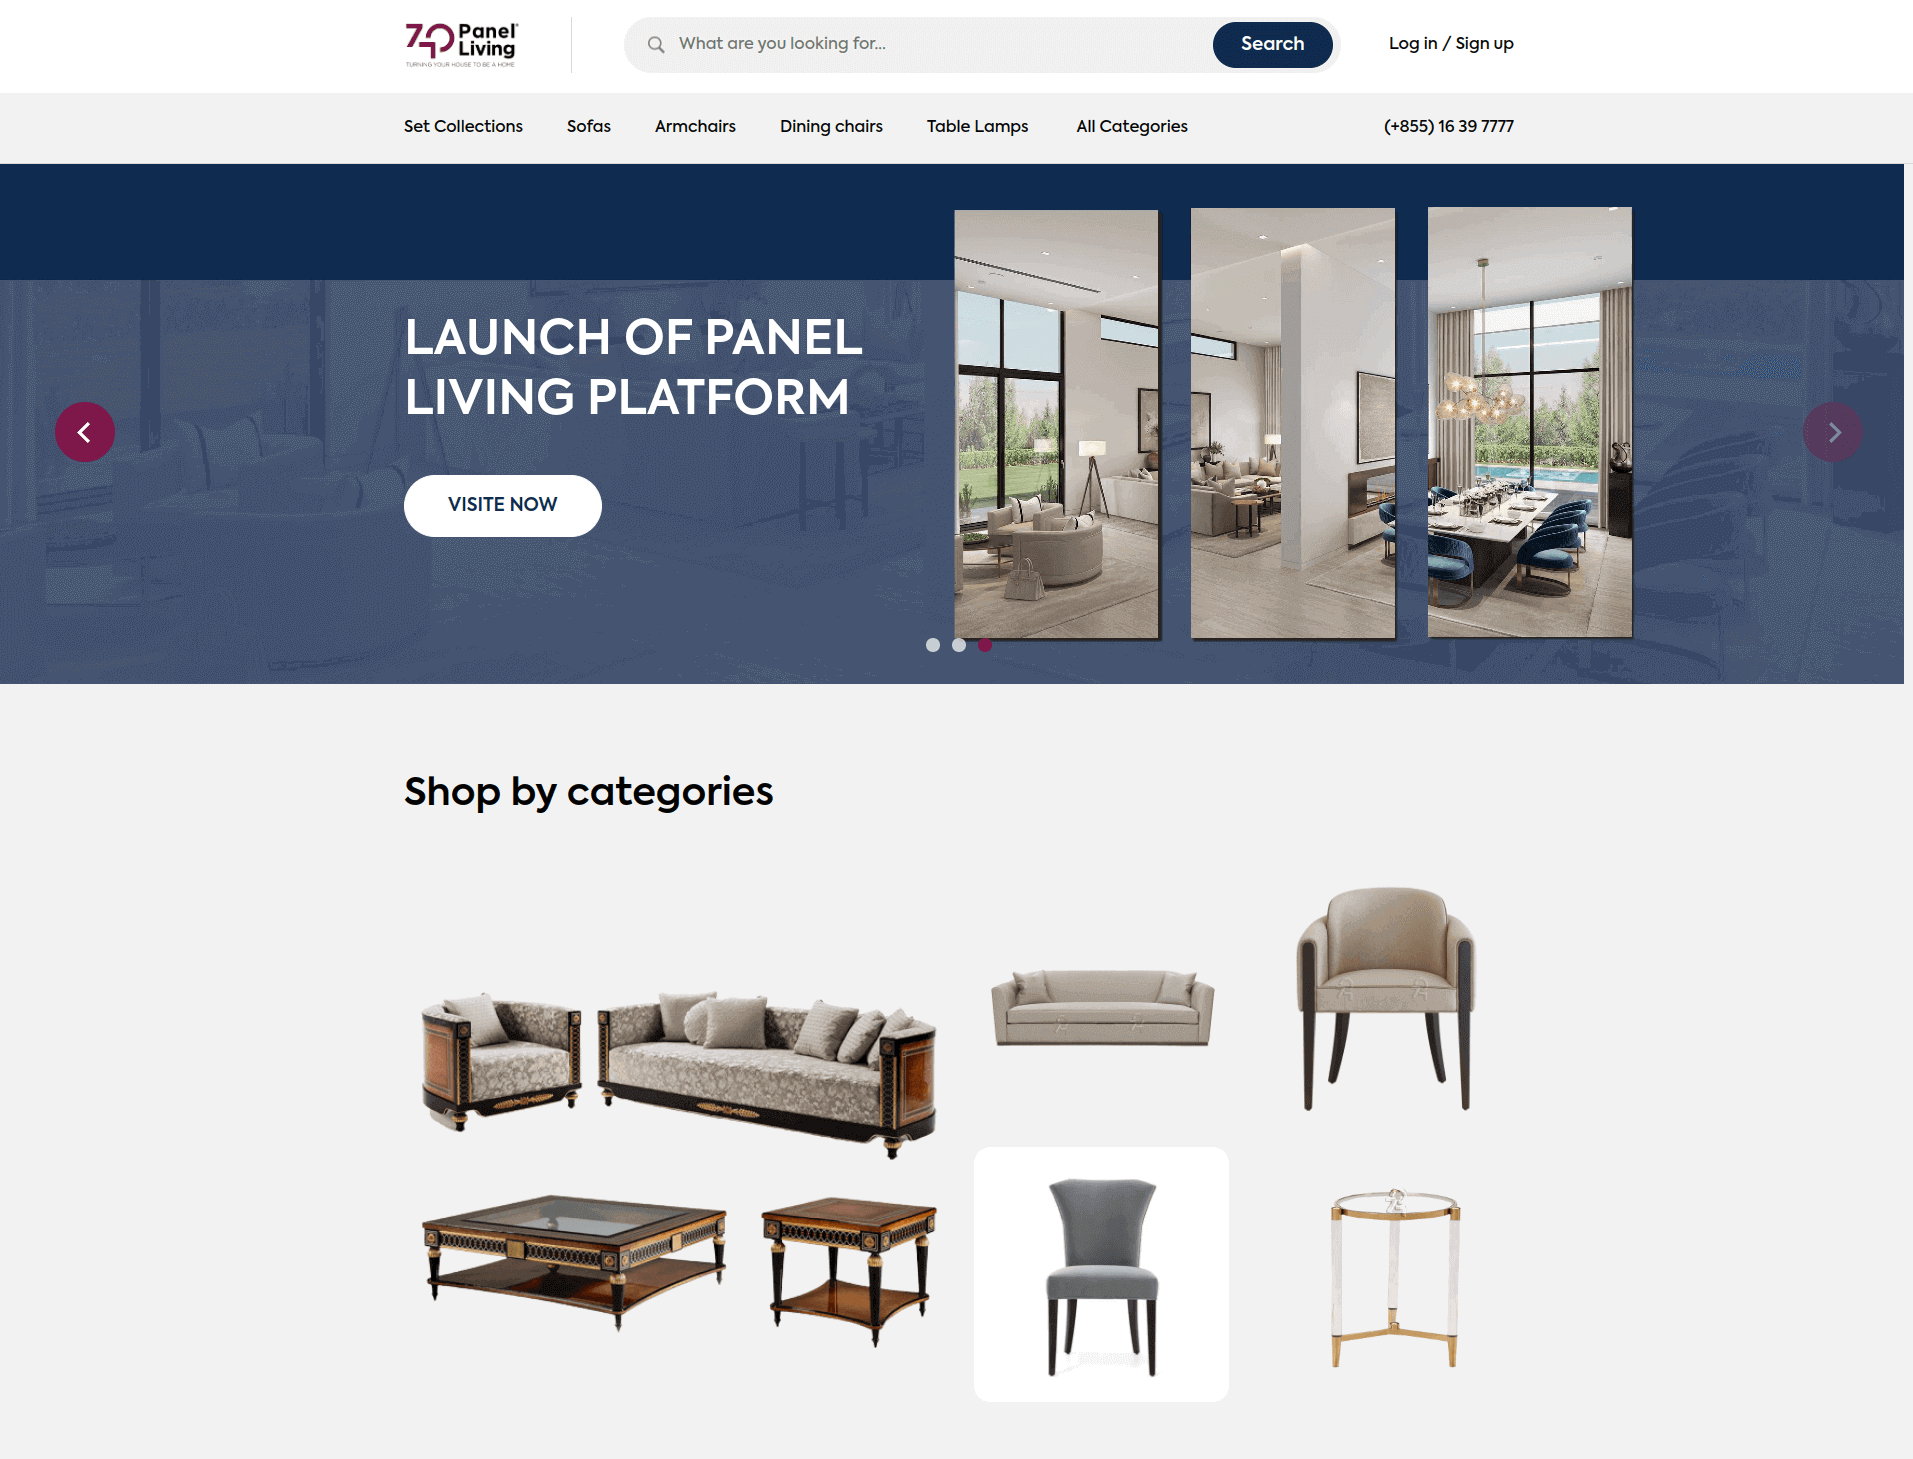 Panel
Living
TURNING YOUR HOUSE TO BE A HOME
What are you looking for...
Search
Log in / Sign up
Set Collections
Sofas
Armchairs
Dining chairs
Table Lamps
All Categories
(+855) 16 39 7777
LAUNCH OF PANEL
LIVING PLATFORM
VISITE NOW
Shop by categories